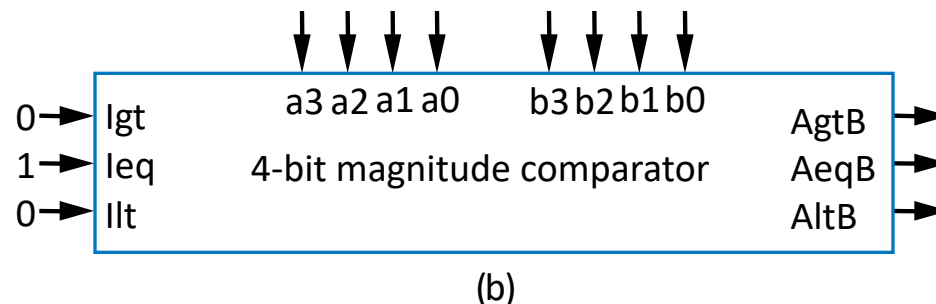 a3 a2 a1 a0 b3 b2 b1 b0
0 Igt AgtB
1 Ieq 4-bit magnitude comparator AeqB
0 Ilt AltB
(b)